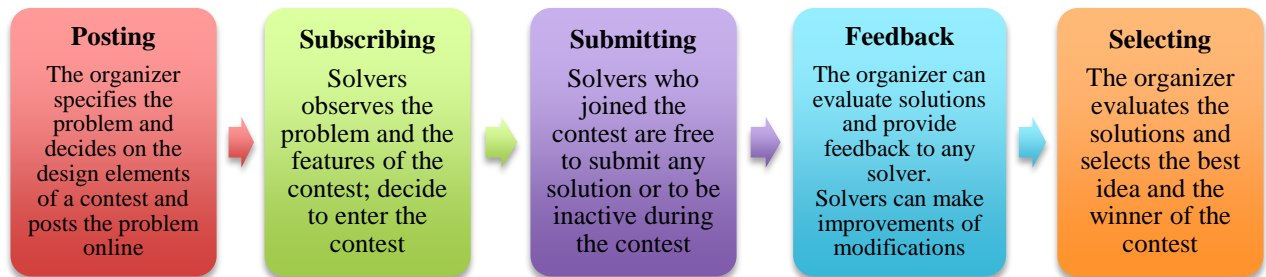 Posting
The organizer
specifies the
problem and
decides on the
design elements
of a contest and
posts the problem
online
Subscribing
Solvers
observes the
problem and the
features of the
contest; decide
to enter the
contest
Submitting
Solvers who
joined the
contest are free
to submit any
solution or to be
inactive during
the contest
Feedback
The organizer can
evaluate solutions
and provide
feedback to any
solver.
Solvers can make
improvements of
modifications
Selecting
The organizer
evaluates the
solutions and
selects the best
idea and the
winner of the
contest